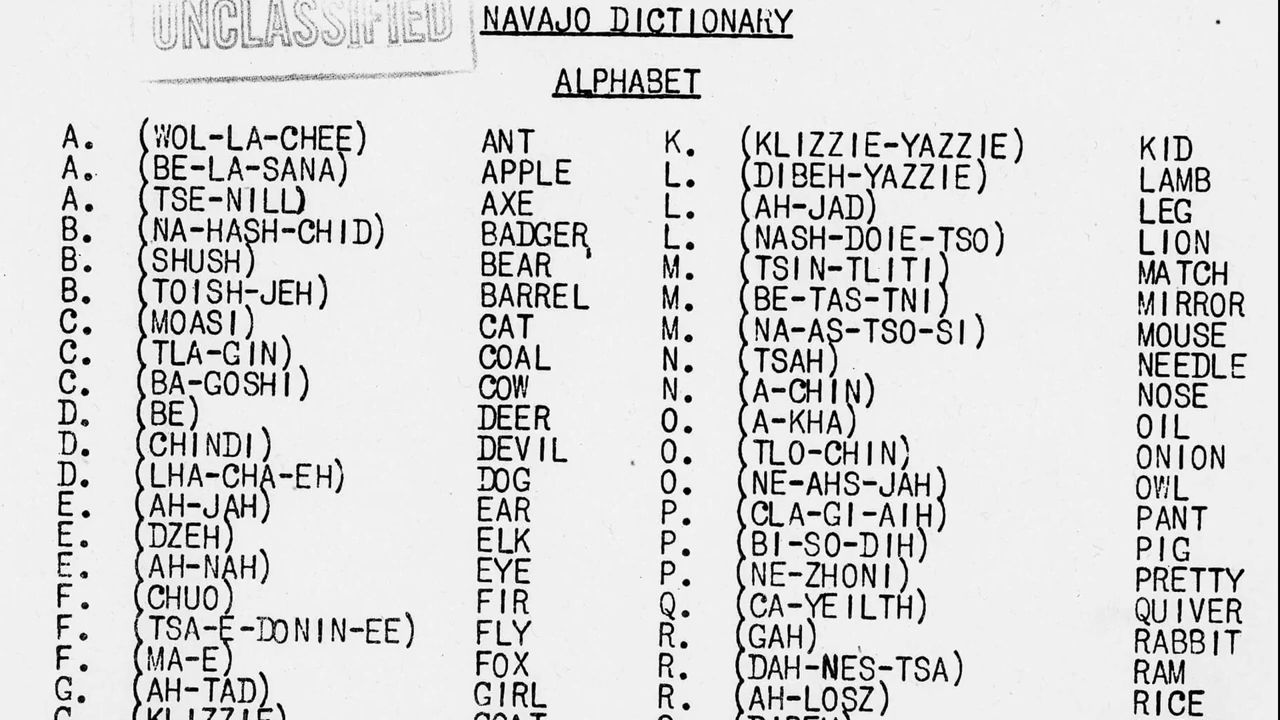 UNCLASSIFIED
NAVAJO DICTIONARY
ALPHABET
A. (WOL-LA-CHEE) ANT
A. (BE-LA-SANA) APPLE
A. (TSE-NILL) AXE
B. (NA-HASH-CHID) BADGER
B. (SHUSH) BEAR
B. (TOISH-JEH) BARREL
C. (MOASI) CAT
C. (TLA-GIN) COAL
C. (BA-GOSHI) COW
D. (BE) DEER
D. (CHINDI) DEVIL
D. (LHA-CHA-EH) DOG
E. (AH-JAH) EAR
E. (DZEH) ELK
E. (AH-NAH) EYE
F. (CHUO) FIR
F. (TSA-E-DONIN-EE) FLY
F. (MA-E) FOX
G. (AH-TAD) GIRL
G. (KLIZZIE) GOAT
K. (KLIZZIE-YAZZIE) KID
L. (DIBEH-YAZZIE) LAMB
L. (AH-JAD) LEG
L. (NASH-DOIE-TSO) LION
M. (TSIN-TLITI) MATCH
M. (BE-TAS-TNI) MIRROR
M. (NA-AS-TSO-SI) MOUSE
N. (TSAH) NEEDLE
N. (A-CHIN) NOSE
O. (A-KHA) OIL
O. (TLO-CHIN) ONION
O. (NE-AHS-JAH) OWL
P. (CLA-GI-AIH) PANT
P. (BI-SO-DIH) PIG
P. (NE-ZHONI) PRETTY
Q. (CA-YEILTH) QUIVER
R. (GAH) RABBIT
R. (DAH-NES-TSA) RAM
R. (AH-LOSZ) RICE
(DIBEH)